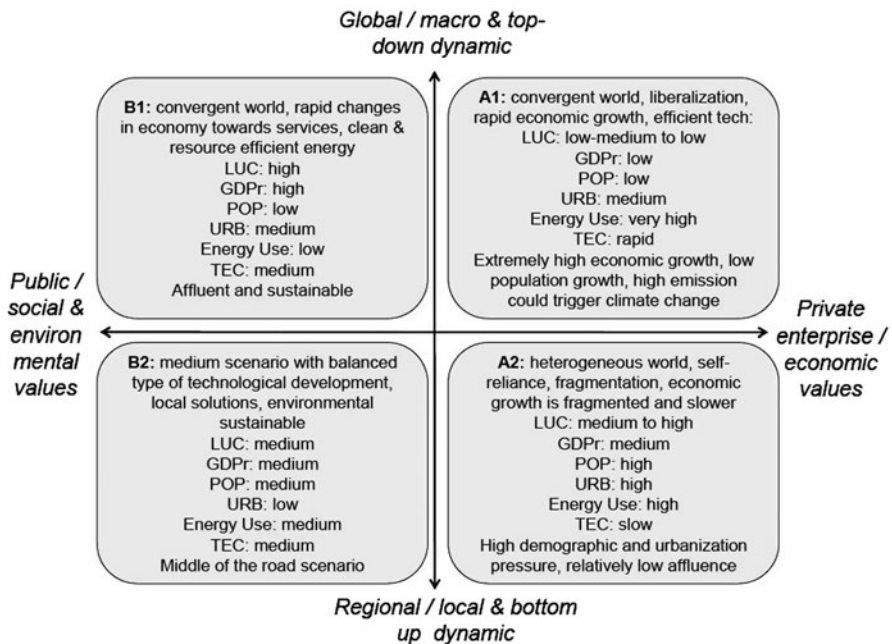 Global / macro & top-
down dynamic
B1: convergent world, rapid changes
in economy towards services, clean &
resource efficient energy
LUC: high
GDPr: high
POP: low
URB: medium
Energy Use: low
TEC: medium
Affluent and sustainable
A1: convergent world, liberalization,
rapid economic growth, efficient tech:
LUC: low-medium to low
GDPr: low
POP: low
URB: medium
Energy Use: very high
TEC: rapid
Extremely high economic growth, low
population growth, high emission
could trigger climate change
Public /
social &
environ
mental
values
Private
enterprise /
economic
values
B2: medium scenario with balanced
type of technological development,
local solutions, environmental
sustainable
LUC: medium
GDPr: medium
POP: medium
URB: low
Energy Use: medium
TEC: medium
Middle of the road scenario
A2: heterogeneous world, self-
reliance, fragmentation, economic
growth is fragmented and slower
LUC: medium to high
GDPr: medium
POP: high
URB: high
Energy Use: high
TEC: slow
High demographic and urbanization
pressure, relatively low affluence
Regional / local & bottom
up dynamic